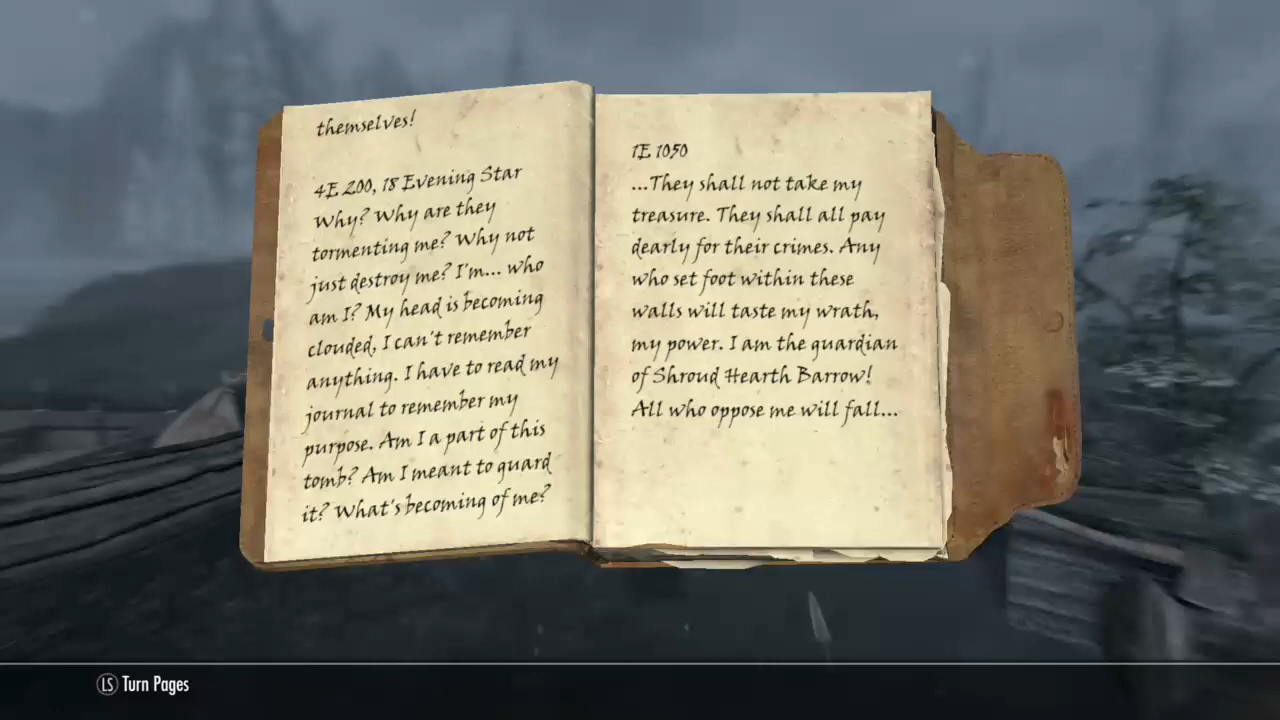 themselves!
4E 200, 18 Evening Star
Why? Why are they
tormenting me? Why not
just destroy me? I'm... who
am I? My head is becoming
clouded, I can't remember
anything. I have to read my
journal to remember my
purpose. Am I a part of this
tomb? Am I meant to guard
it? What's becoming of me?
1E 1050
...They shall not take my
treasure. They shall all pay
dearly for their crimes. Any
who set foot within these
walls will taste my wrath,
my power. I am the guardian
of Shroud Hearth Barrow!
All who oppose me will fall...
LS Turn Pages